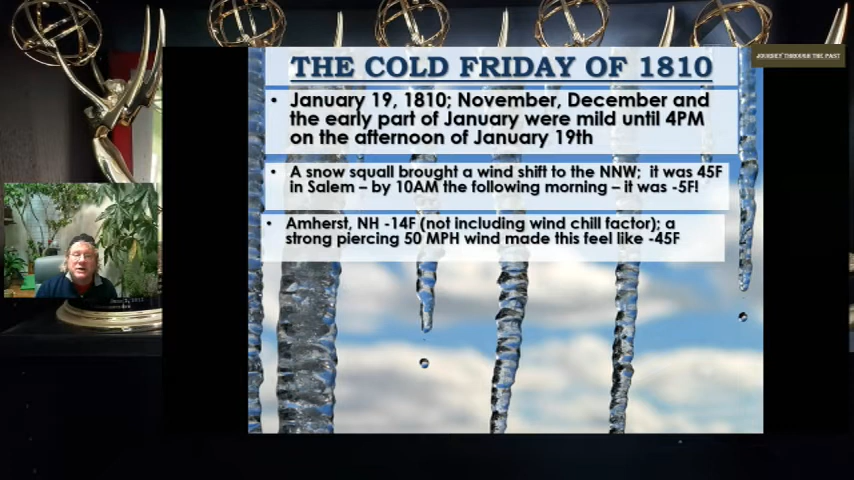 THE COLD FRIDAY OF 1810
JOURNEY THROUGH THE PAST
• January 19, 1810; November, December and
the early part of January were mild until 4PM
on the afternoon of January 19th
• A snow squall brought a wind shift to the NNW; it was 45F
in Salem – by 10AM the following morning – it was -5F!
• Amherst, NH -14F (not including wind chill factor); a
strong piercing 50 MPH wind made this feel like -45F